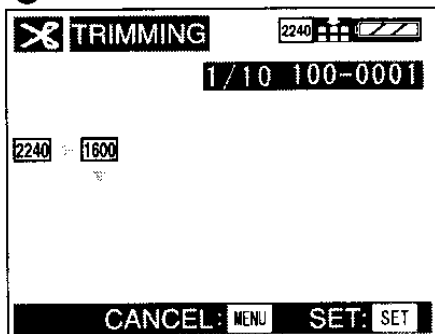 TRIMMING 2240
1/10 100-0001
2240 1600
CANCEL: MENU SET: SET